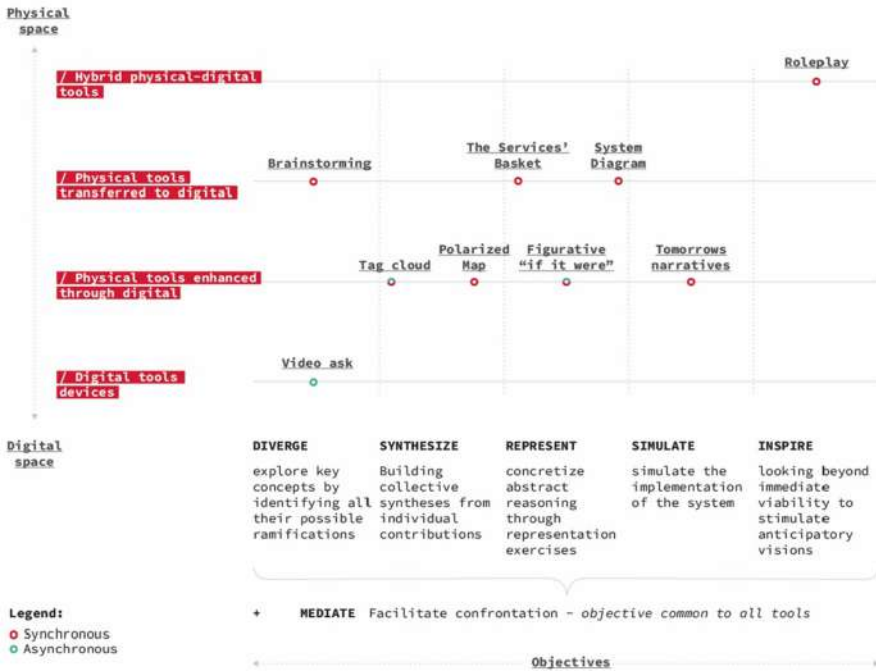 Physical
space
/ Hybrid physical-digital
tools
Roleplay
/ Physical tools
transferred to digital
Brainstorming
The Services’
Basket
System
Diagram
/ Physical tools enhanced
through digital
Tag cloud
Polarized
Map
Figurative
“if it were”
Tomorrows
narratives
/ Digital tools
devices
Video ask
Digital
space
DIVERGE
explore key
concepts by
identifying all
their possible
ramifications
SYNTHESIZE
Building
collective
syntheses from
individual
contributions
REPRESENT
concretize
abstract
reasoning
through
representation
exercises
SIMULATE
simulate the
implementation
of the system
INSPIRE
looking beyond
immediate
viability to
stimulate
anticipatory
visions
+ MEDIATE Facilitate confrontation – objective common to all tools
Legend:
Synchronous
Asynchronous
Objectives